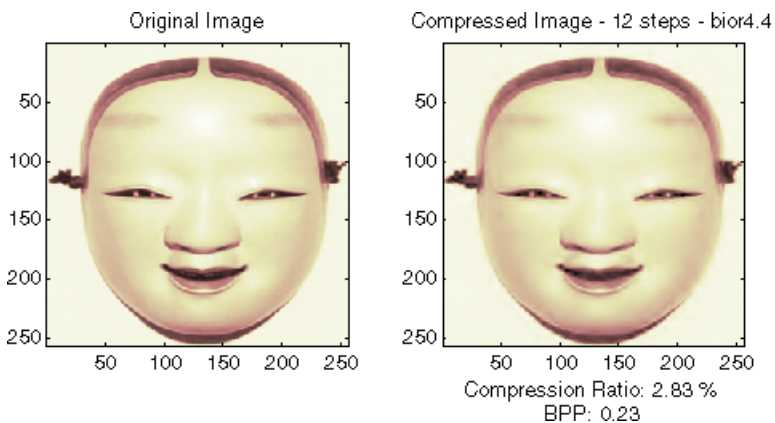 Original Image
Compressed Image - 12 steps - bior4.4
50
100
150
200
250
50 100 150 200 250
50
100
150
200
250
50 100 150 200 250
Compression Ratio: 2.83 %
BPP: 0.23